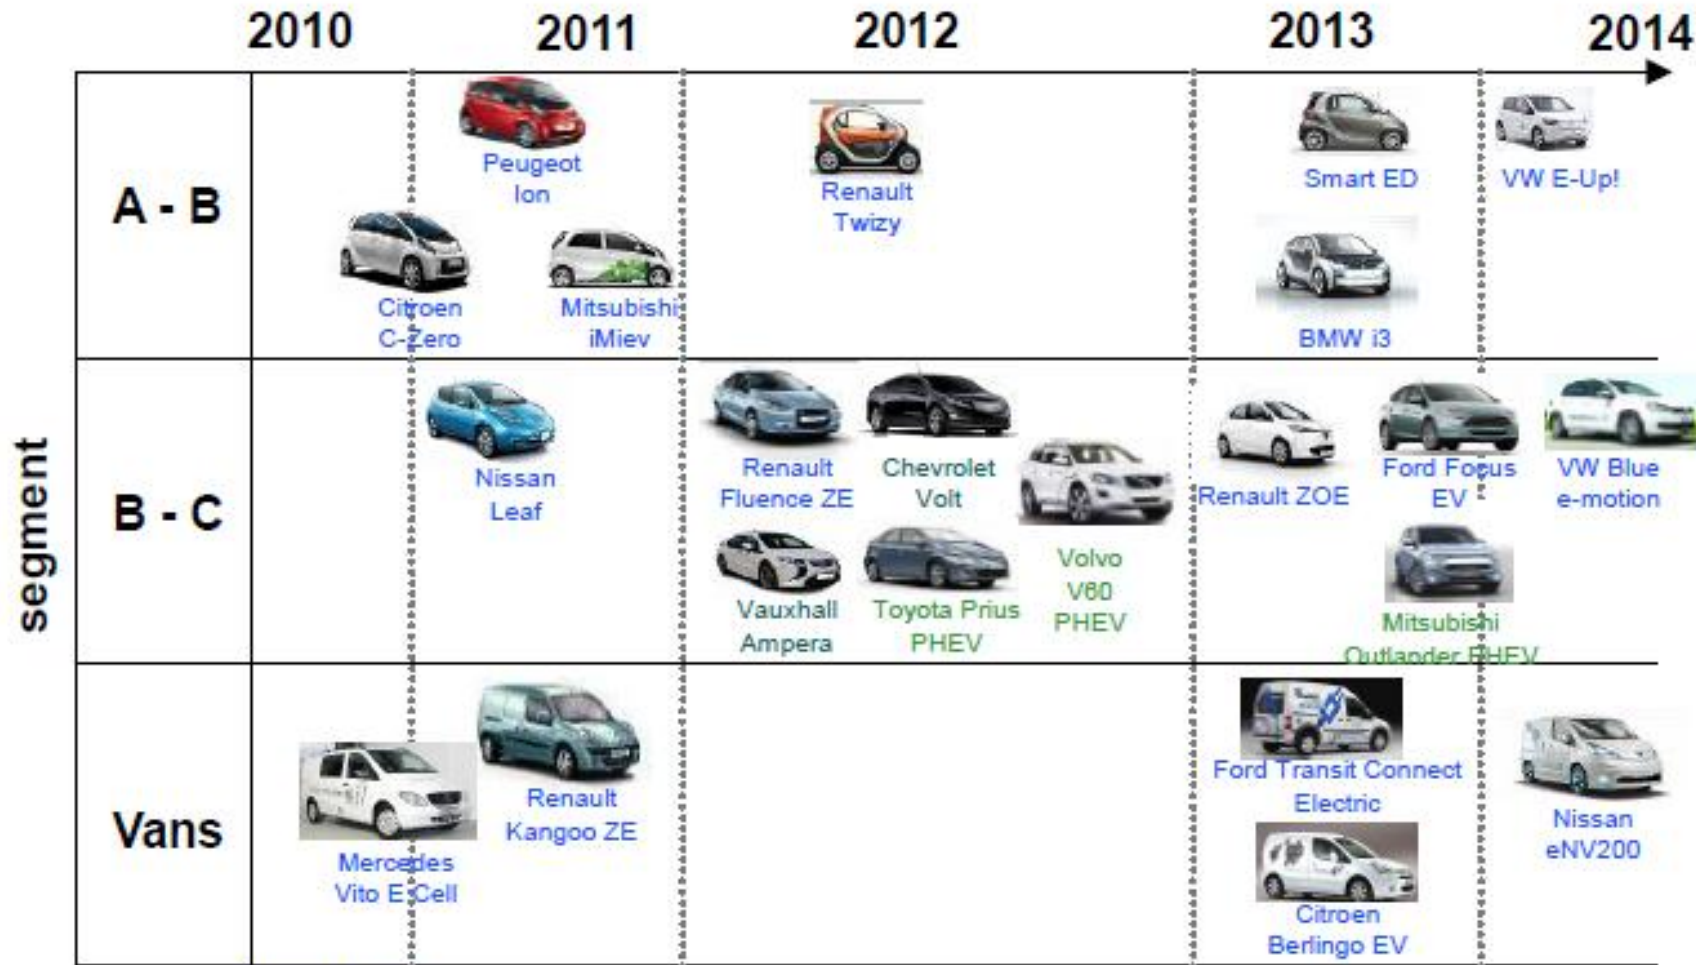 2010 2011 2012 2013 2014
segment
A - B
Peugeot
Ion
Citroen
C-Zero
Mitsubishi
iMiev
Renault
Twizy
Smart ED
BMW i3
VW E-Up!
B - C
Nissan
Leaf
Renault
Fluence ZE
Chevrolet
Volt
Vauxhall
Ampera
Toyota Prius
PHEV
Volvo
V60
PHEV
Renault ZOE
Ford Focus
EV
Mitsubishi
Outlander PHEV
VW Blue
e-motion
Vans
Mercedes
Vito E Cell
Renault
Kangoo ZE
Ford Transit Connect
Electric
Citroen
Berlingo EV
Nissan
eNV200